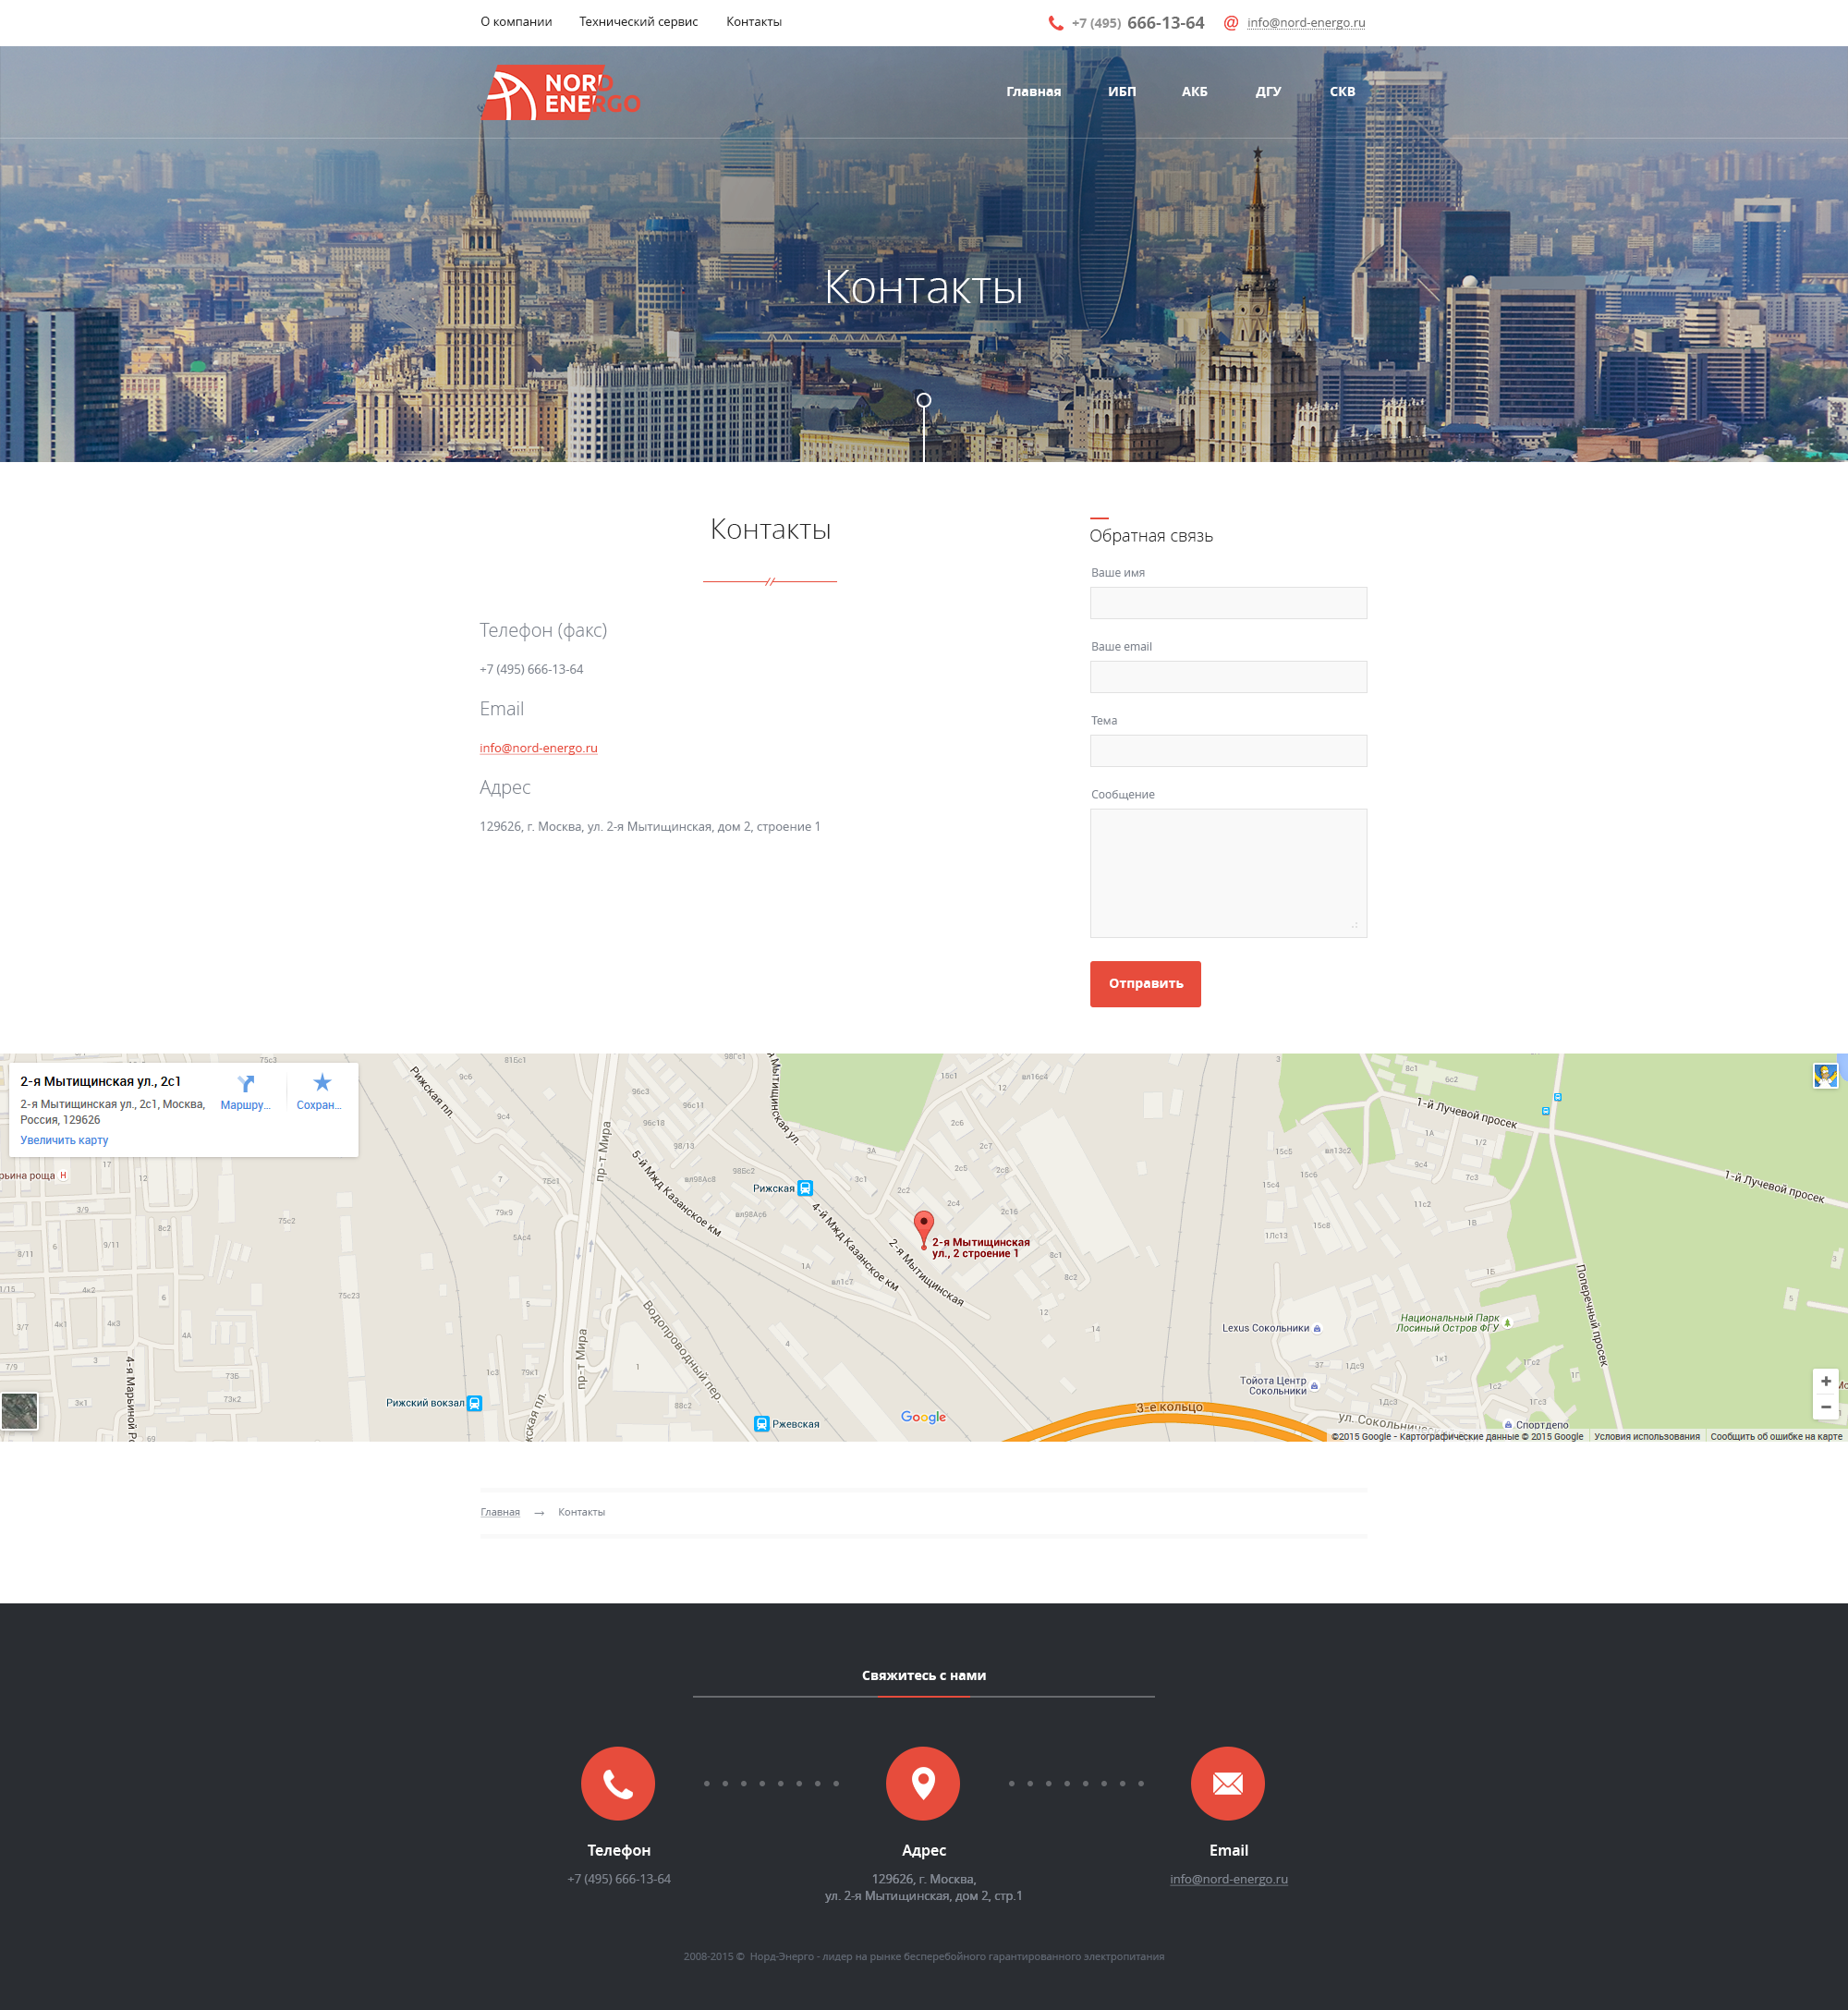 О компании Технический сервис Контакты +7 (495) 666-13-64 info@nord-energo.ru
NORD
ENERGO
Главная ИБП АКБ ДГУ СКВ
Контакты
Контакты
Телефон (факс)
+7 (495) 666-13-64
Email
info@nord-energo.ru
Адрес
129626, г. Москва, ул. 2-я Мытищинская, дом 2, строение 1
Обратная связь
Ваше имя
Ваше email
Тема
Сообщение
Отправить
2-я Мытищинская ул., 2с1
2-я Мытищинская ул., 2с1, Москва,
Россия, 129626
Увеличить карту
Маршру...
Сохран...
Рижская пл.
Мытищинская ул.
пр-т Мира
5-й Мжд Казанское км
Рижская
4-й Мжд Казанское км
2-я Мытищинская
2-я Мытищинская
ул., 2 строение 1
1-й Лучевой просек
1-й Лучевой просек
Поперечный просек
Национальный Парк
Лосиный Остров ФГУ
Lexus Сокольники
Тойота Центр
Сокольники
Водопроводный пер.
пр-т Мира
Рижский вокзал
Ржевская
Google
3-е кольцо
Спортдепо
©2015 Google - Картографические данные © 2015 Google Условия использования Сообщить об ошибке на карте
Главная → Контакты
Свяжитесь с нами
Телефон
+7 (495) 666-13-64
Адрес
129626, г. Москва,
ул. 2-я Мытищинская, дом 2, стр.1
Email
info@nord-energo.ru
2008-2015 © Норд-Энерго - лидер на рынке бесперебойного гарантированного электропитания